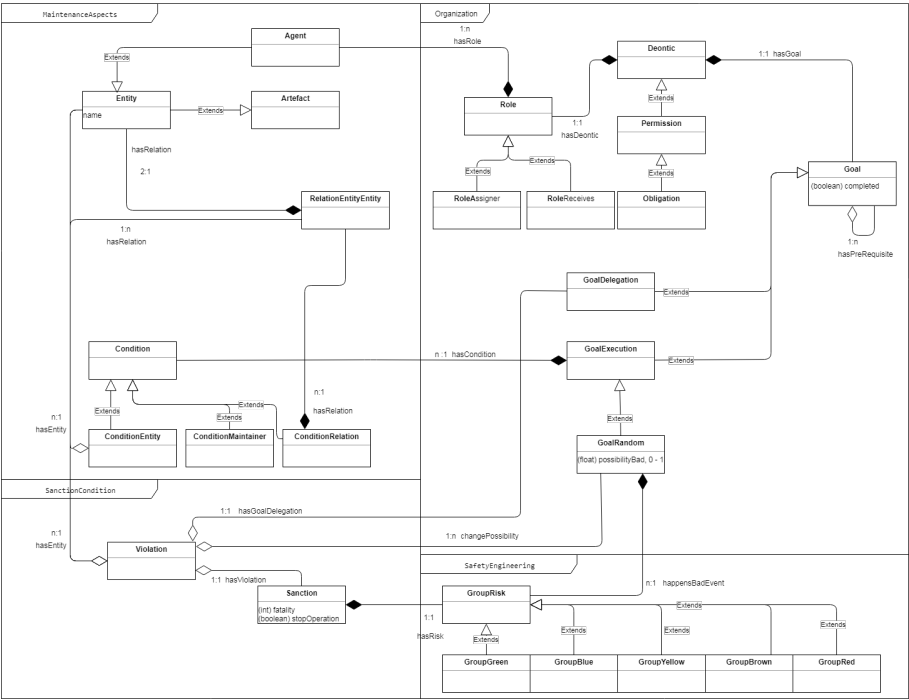 MaintenanceAspects
Organization
Agent
1:n
hasRole
Deontic
1:1 hasGoal
Extends
Entity
name
Extends
Artefact
Role
1:1
hasDeontic
Extends
Permission
hasRelation
2:1
Extends
Extends
Extends
Goal
(boolean) completed
RelationEntityEntity
RoleAssigner
RoleReceives
Obligation
1:n
hasRelation
1:n
hasPreRequisite
GoalDelegation
Extends
Condition
n :1 hasCondition
GoalExecution
Extends
n:1
hasRelation
Extends
Extends
Extends
Extends
n:1
hasEntity
ConditionEntity
ConditionMaintainer
ConditionRelation
GoalRandom
(float) possibilityBad, 0 - 1
SanctionCondition
1:1 hasGoalDelegation
n:1
hasEntity
Violation
1:n changePossibility
SafetyEngineering
1:1 hasViolation
n:1 happensBadEvent
Sanction
(int) fatality
(boolean) stopOperation
GroupRisk
1:1
hasRisk
Extends
Extends
Extends
Extends
Extends
GroupGreen
GroupBlue
GroupYellow
GroupBrown
GroupRed